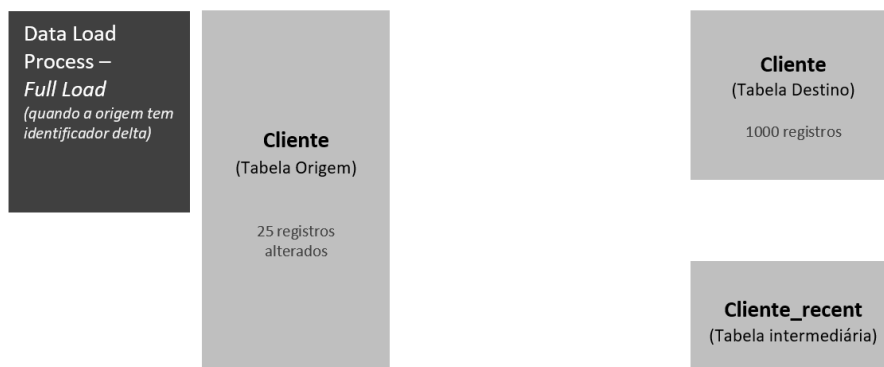 Data Load
Process –
Full Load
(quando a origem tem
identificador delta)
Cliente
(Tabela Origem)
25 registros
alterados
Cliente
(Tabela Destino)
1000 registros
Cliente_recent
(Tabela intermediária)